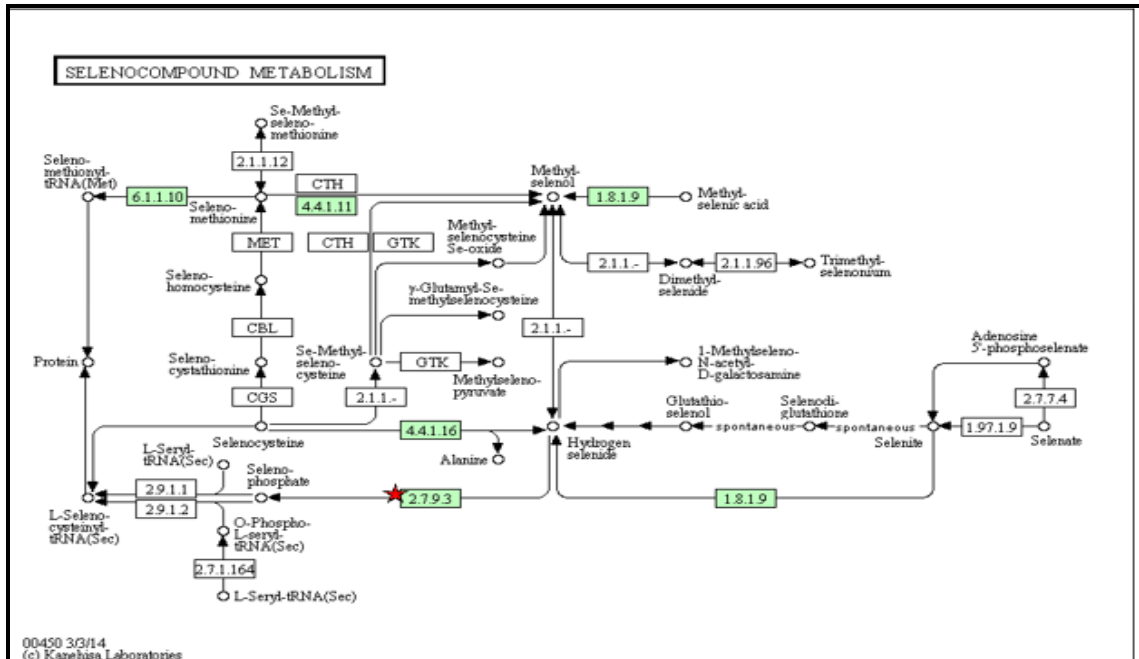 SELENOCOMPOUND METABOLISM
Se-Methyl-
seleno-
methionine
2.1.1.12
Seleno-
methionyl-
tRNA(Met)
6.1.1.10
Seleno-
methionine
CTH
4.4.1.11
Methyl-
selenol
1.8.1.9
Methyl-
selenic acid
MET
CTH
GTK
Methyl-
selenocysteine
Se-oxide
2.1.1.-
Dimethyl-
selenide
2.1.1.96
Trimethyl-
selenonium
Seleno-
homocysteine
γ-Glutamyl-Se-
methylselenocysteine
CBL
2.1.1.-
Protein
Seleno-
cystathionine
Se-Methyl-
seleno-
cysteine
GTK
Methylseleno-
pyruvate
1-Methylseleno-
N-acetyl-
D-galactosamine
Adenosine
5'-phosphoselenate
CGS
2.1.1.-
Glutathio-
selenol
Selenodi-
glutathione
2.7.7.4
Selenocysteine
4.4.1.16
Alanine
Hydrogen
selenide
spontaneous
spontaneous
Selenite
1.97.1.9
Selenate
L-Seryl-
tRNA(Sec)
Seleno-
phosphate
2.9.1.1
2.9.1.2
2.7.9.3
1.8.1.9
L-Seleno-
cysteinyl-
tRNA(Sec)
O-Phospho-
L-seryl-
tRNA(Sec)
2.7.1.164
L-Seryl-tRNA(Sec)
00450 3/3/14
(c) Kanehisa Laboratories